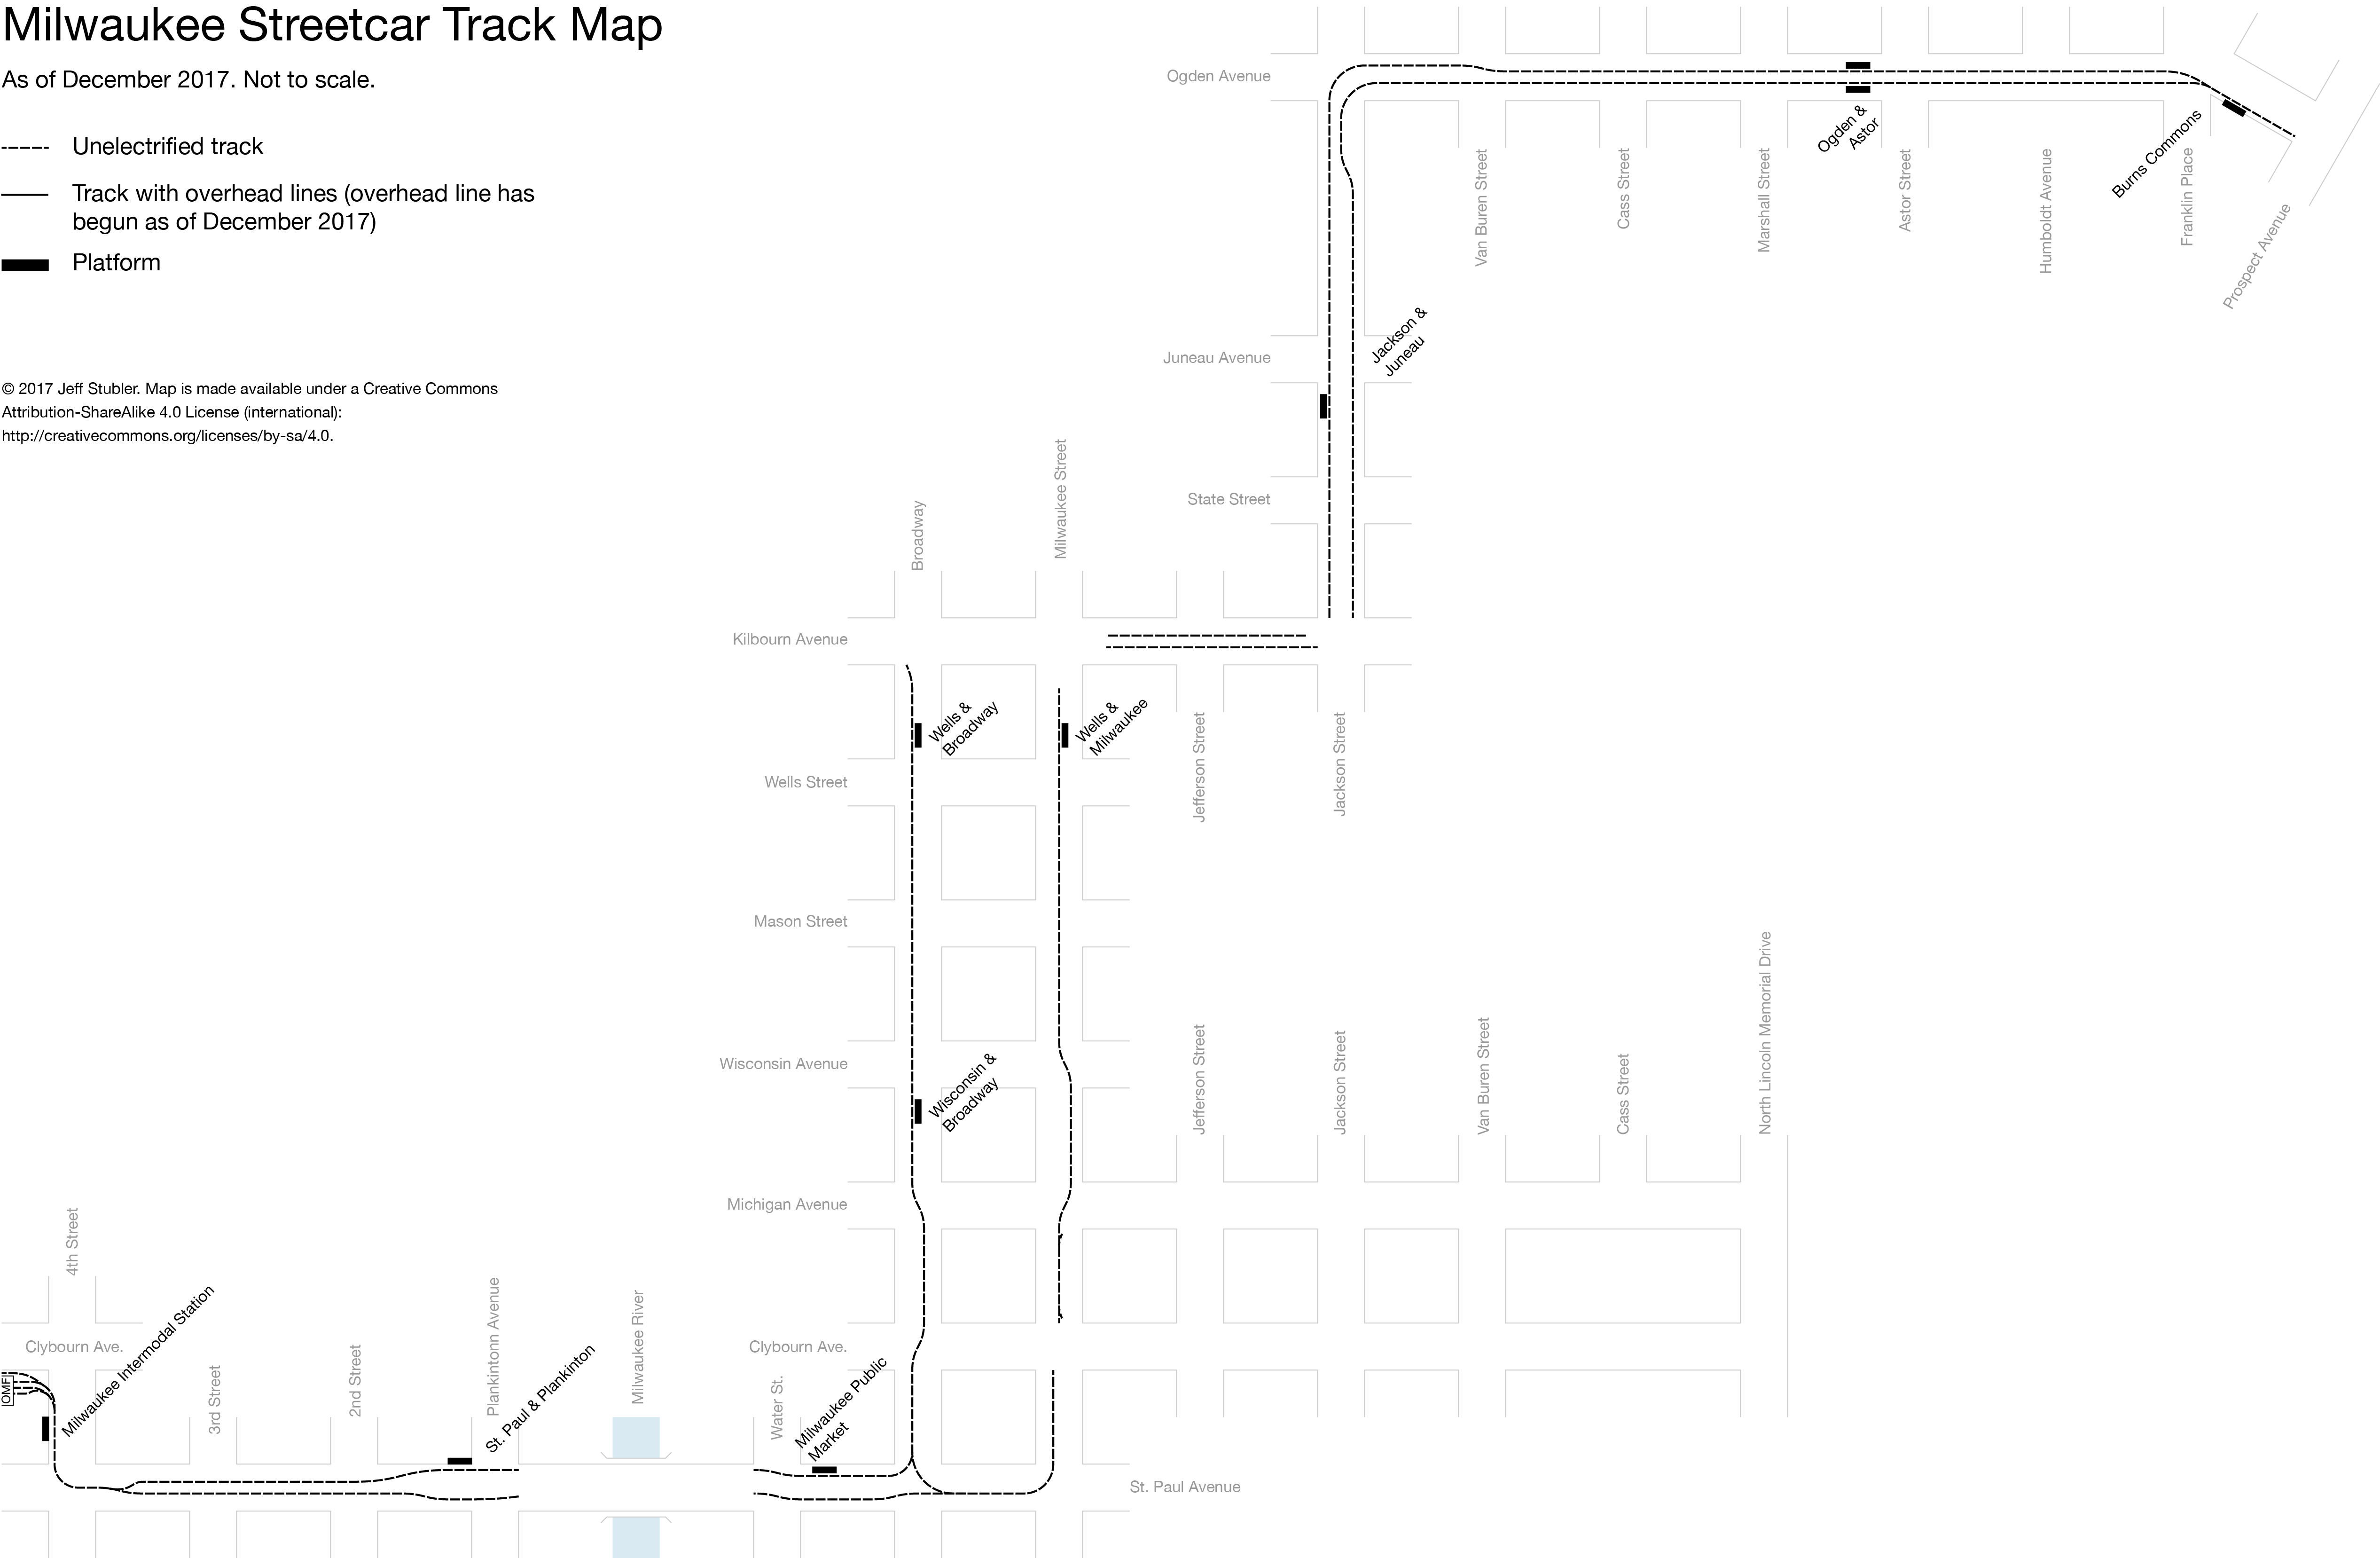 Milwaukee Streetcar Track Map
As of December 2017. Not to scale.
Unelectrified track
Track with overhead lines (overhead line has
begun as of December 2017)
Platform
© 2017 Jeff Stubler. Map is made available under a Creative Commons
Attribution-ShareAlike 4.0 License (international):
http://creativecommons.org/licenses/by-sa/4.0.
Ogden Avenue
Ogden &
Astor
Burns Commons
Van Buren Street
Cass Street
Marshall Street
Astor Street
Humboldt Avenue
Franklin Place
Prospect Avenue
Juneau Avenue
Jackson &
Juneau
State Street
Broadway
Milwaukee Street
Kilbourn Avenue
Wells &
Broadway
Wells &
Milwaukee
Jefferson Street
Jackson Street
Wells Street
Mason Street
Wisconsin Avenue
Wisconsin &
Broadway
Jefferson Street
Jackson Street
Van Buren Street
Cass Street
North Lincoln Memorial Drive
Michigan Avenue
4th Street
Clybourn Ave.
Milwaukee Intermodal Station
OMF
3rd Street
2nd Street
Plankintonn Avenue
St. Paul & Plankinton
Milwaukee River
Clybourn Ave.
Water St.
Milwaukee Public
Market
St. Paul Avenue